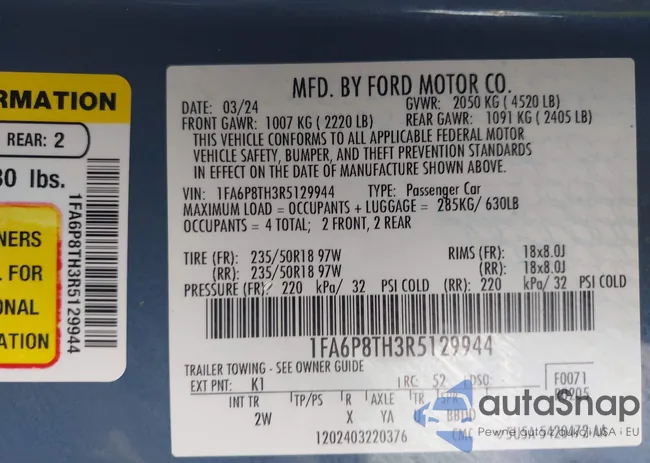 RMATION
REAR: 2
30 lbs.
NERS
L FOR
ONAL
ATION
1FA6P8TH3R5129944
MFD. BY FORD MOTOR CO.
DATE: 03/24 GVWR: 2050 KG ( 4520 LB)
FRONT GAWR: 1007 KG ( 2220 LB) REAR GAWR: 1091 KG ( 2405 LB)
THIS VEHICLE CONFORMS TO ALL APPLICABLE FEDERAL MOTOR
VEHICLE SAFETY, BUMPER, AND THEFT PREVENTION STANDARDS
IN EFFECT ON THE DATE OF MANUFACTURE SHOWN ABOVE.
VIN: 1FA6P8TH3R5129944 TYPE: Passenger Car
MAXIMUM LOAD = OCCUPANTS + LUGGAGE = 285KG/ 630LB
OCCUPANTS = 4 TOTAL; 2 FRONT, 2 REAR
TIRE (FR): 235/50R18 97W RIMS (FR): 18x8.0J
(RR): 235/50R18 97W (RR): 18x8.0J
PRESSURE (FR): 220 kPa/ 32 PSI COLD (RR): 220 kPa/ 32 PSI COLD
1FA6P8TH3R5129944
TRAILER TOWING - SEE OWNER GUIDE
EXT PNT: K1 RC: 52 DSO: F0071
INT TR TP/PS R AXLE TR SPR
2W X YA U
1202403220376
autoSnap